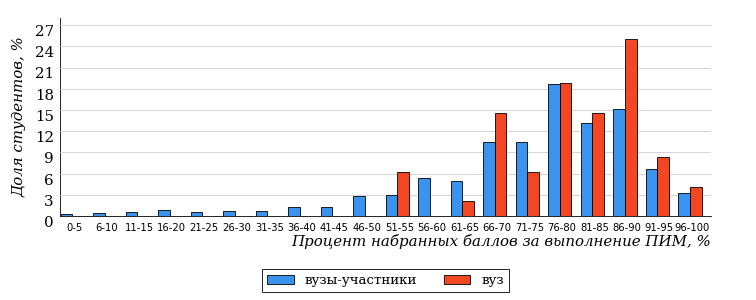 27
24
21
18
15
12
9
6
3
0
Доля студентов, %
0-5 6-10 11-15 16-20 21-25 26-30 31-35 36-40 41-45 46-50 51-55 56-60 61-65 66-70 71-75 76-80 81-85 86-90 91-95 96-100
Процент набранных баллов за выполнение ПИМ, %
вузы-участники вуз